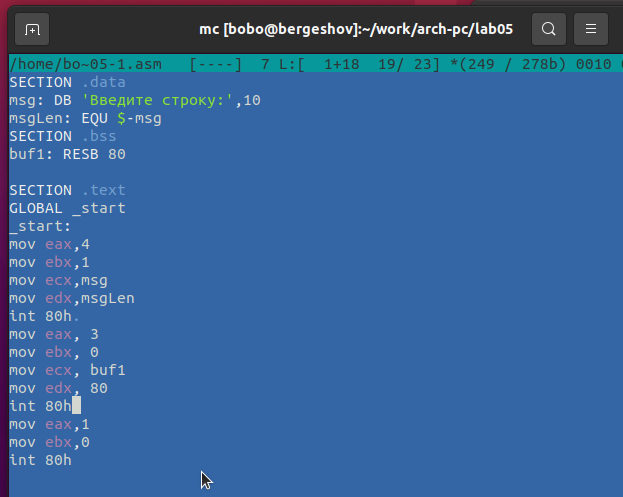 mc [bobo@bergeshov]:~/work/arch-pc/lab05
/home/bo~05-1.asm   [----]  7 L:[  1+18  19/ 23] *(249 / 278b) 0010
SECTION .data
msg: DB 'Введите строку:',10
msgLen: EQU $-msg
SECTION .bss
buf1: RESB 80

SECTION .text
GLOBAL _start
_start:
mov eax,4
mov ebx,1
mov ecx,msg
mov edx,msgLen
int 80h.
mov eax, 3
mov ebx, 0
mov ecx, buf1
mov edx, 80
int 80h
mov eax,1
mov ebx,0
int 80h